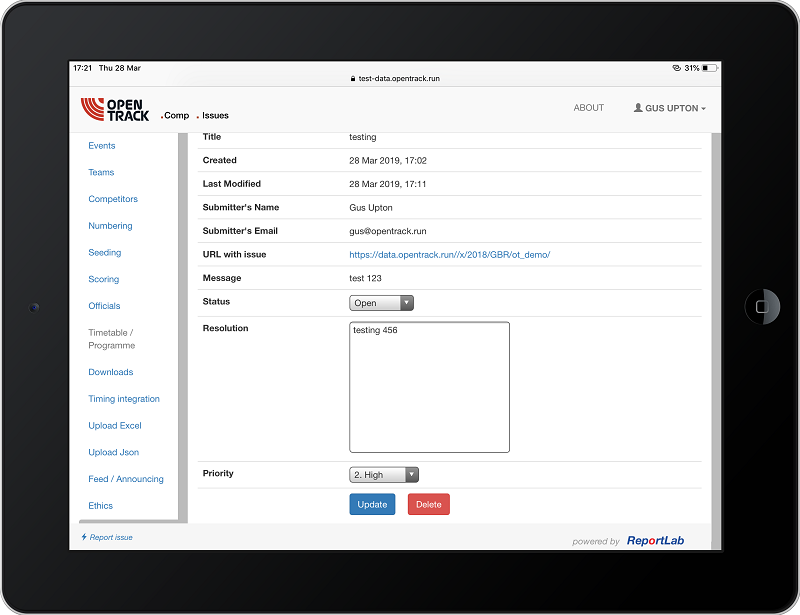 17:21 Thu 28 Mar
31%
test-data.opentrack.run
OPEN
TRACK
.Comp . Issues
ABOUT
GUS UPTON
Events
Teams
Competitors
Numbering
Seeding
Scoring
Officials
Timetable /
Programme
Downloads
Timing integration
Upload Excel
Upload Json
Feed / Announcing
Ethics
Title testing
Created 28 Mar 2019, 17:02
Last Modified 28 Mar 2019, 17:11
Submitter's Name Gus Upton
Submitter's Email gus@opentrack.run
URL with issue https://data.opentrack.run//x/2018/GBR/ot_demo/
Message test 123
Status Open
Resolution testing 456
Priority 2. High
Update Delete
Report issue
powered by ReportLab